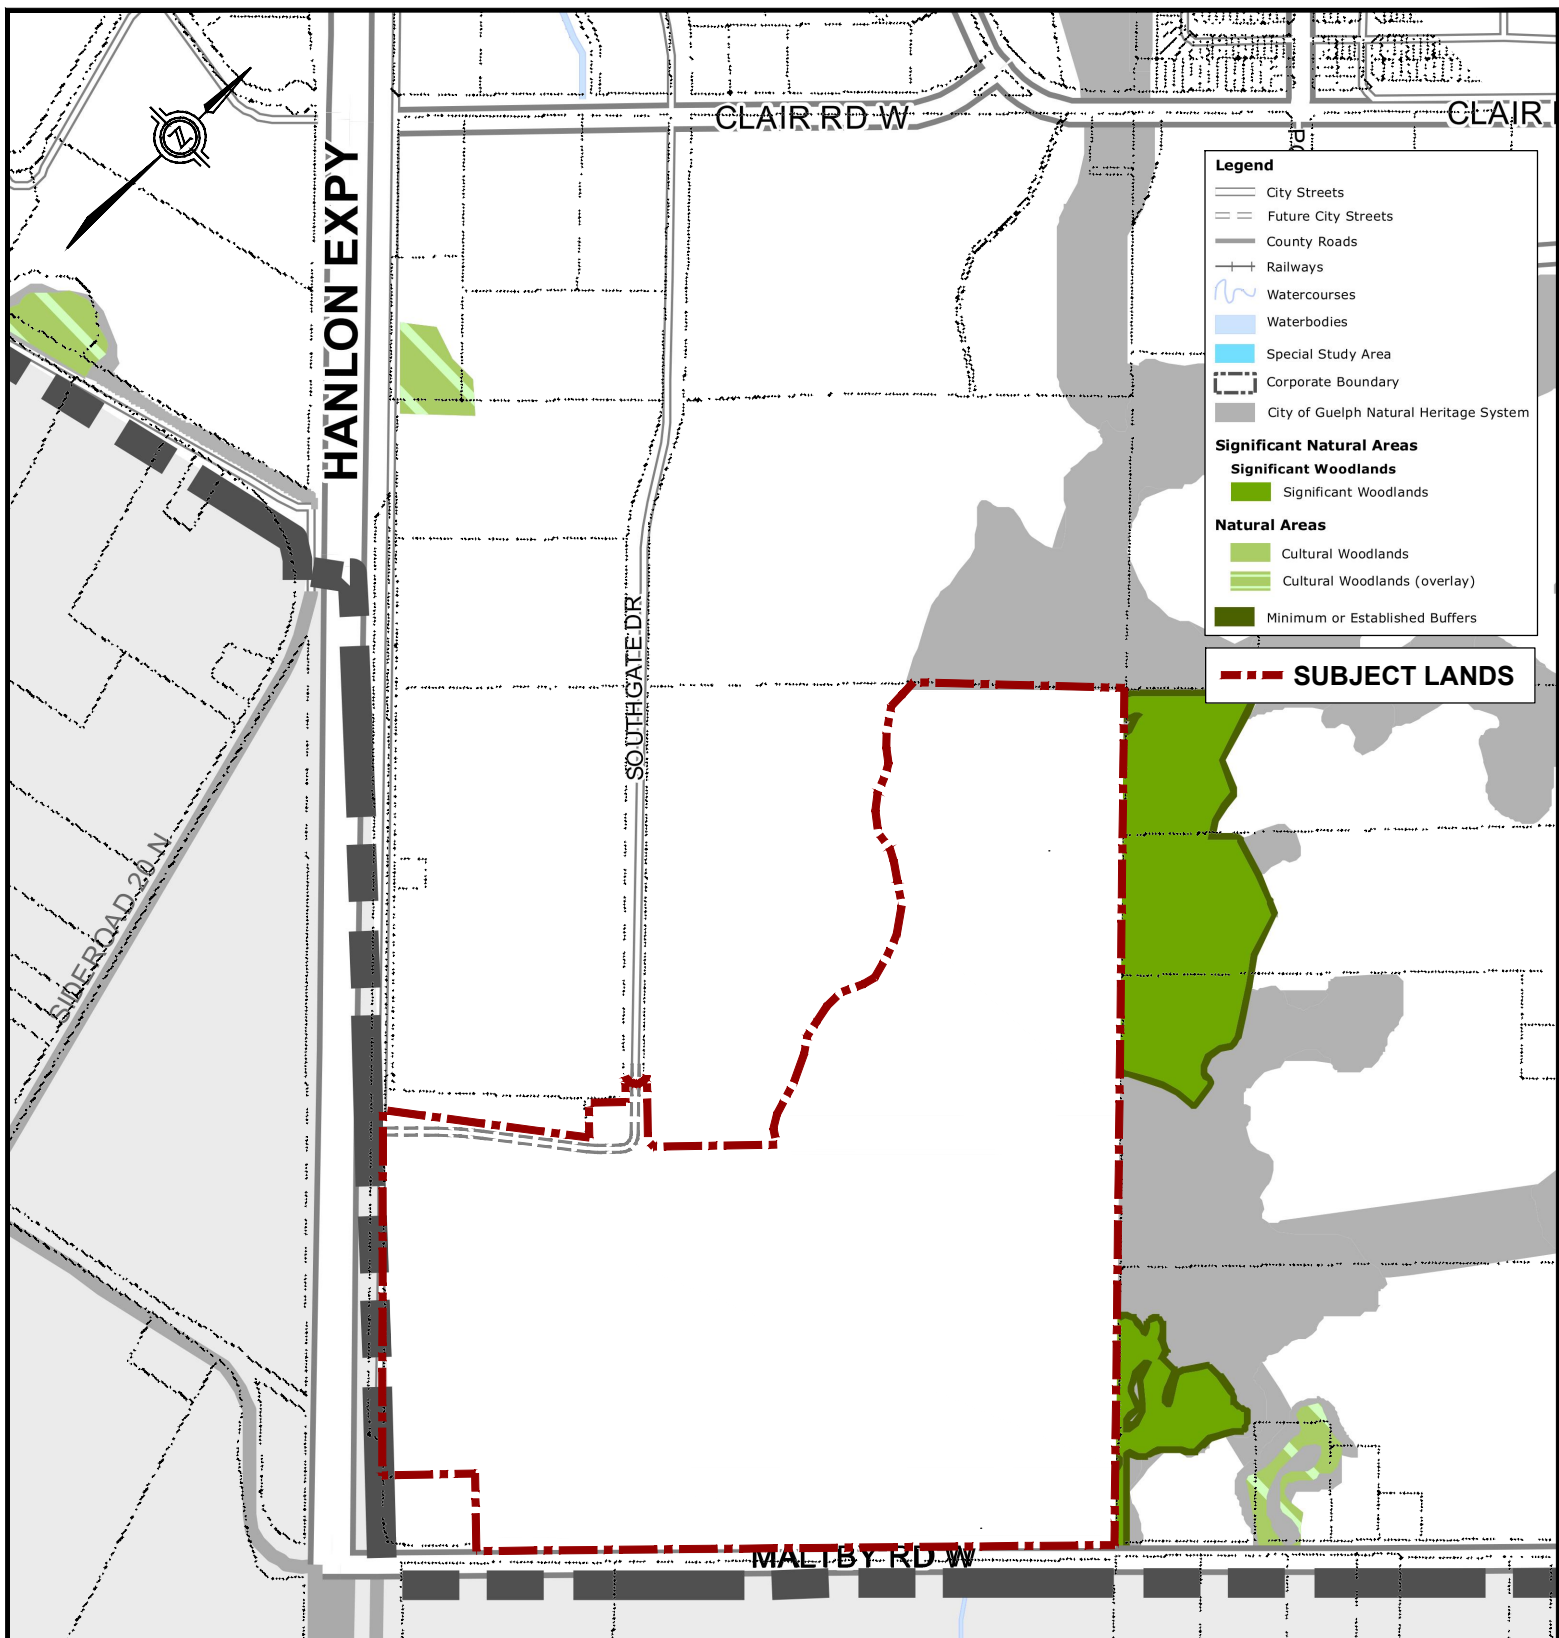 CLAIR RD W
CLAIR
HANLON EXPY
Legend
City Streets
Future City Streets
County Roads
Railways
Watercourses
Waterbodies
Special Study Area
Corporate Boundary
City of Guelph Natural Heritage System
Significant Natural Areas
Significant Woodlands
Significant Woodlands
Natural Areas
Cultural Woodlands
Cultural Woodlands (overlay)
Minimum or Established Buffers
SUBJECT LANDS
SOUTHGATE DR
SIDEROAD 20 N
MALTBY RD W
N